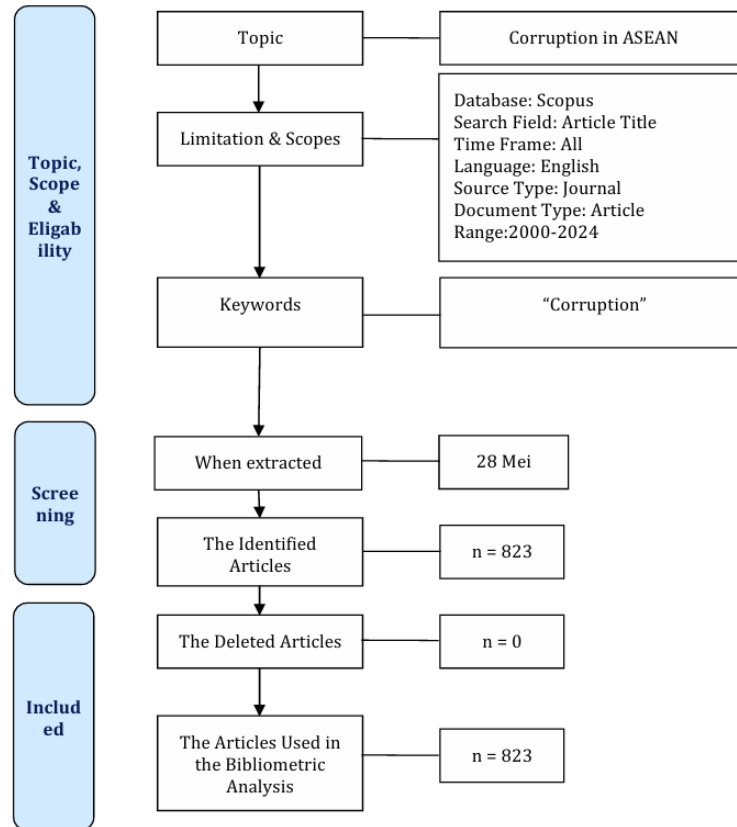 Topic
Corruption in ASEAN
Topic,
Scope
&
Eligab
ility
Limitation & Scopes
Database: Scopus
Search Field: Article Title
Time Frame: All
Language: English
Source Type: Journal
Document Type: Article
Range:2000-2024
Keywords
“Corruption”
Scree
ning
When extracted
28 Mei
The Identified
Articles
n = 823
Includ
ed
The Deleted Articles
n = 0
The Articles Used in
the Bibliometric
Analysis
n = 823